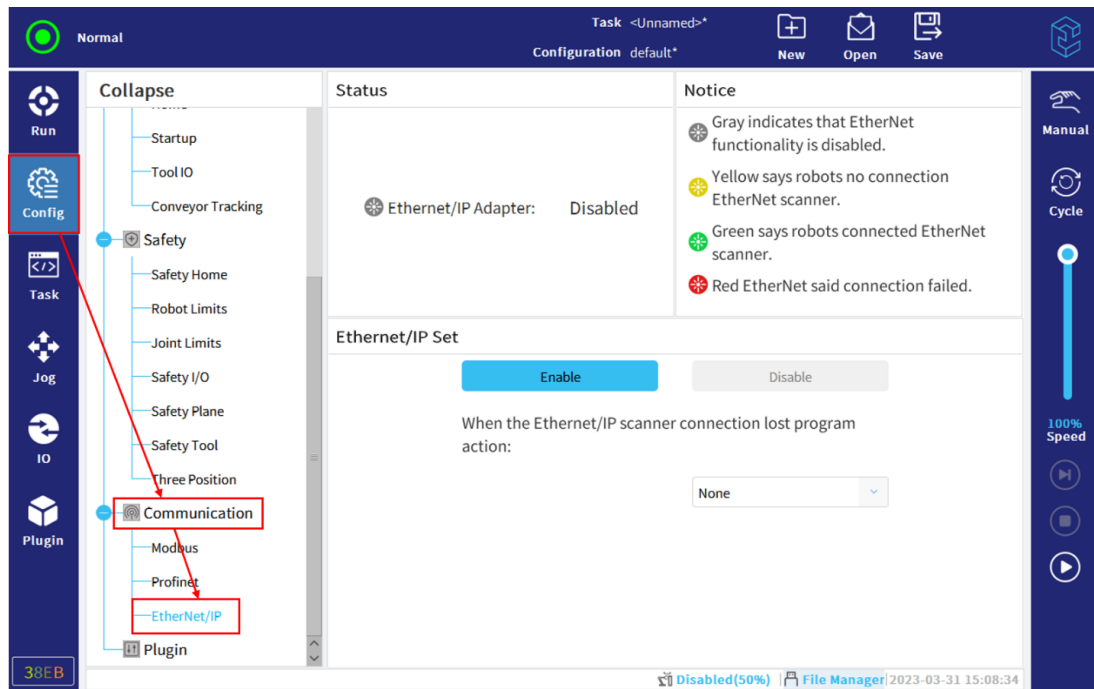 Normal
Task <Unnamed>*
Configuration default*
New
Open
Save
Run
Config
Task
Jog
IO
Plugin
38EB
Collapse
Startup
Tool IO
Conveyor Tracking
Safety
Safety Home
Robot Limits
Joint Limits
Safety I/O
Safety Plane
Safety Tool
Three Position
Communication
Modbus
Profinet
EtherNet/IP
Plugin
Status
Ethernet/IP Adapter: Disabled
Notice
Gray indicates that EtherNet
functionality is disabled.
Yellow says robots no connection
EtherNet scanner.
Green says robots connected EtherNet
scanner.
Red EtherNet said connection failed.
Ethernet/IP Set
Enable
Disable
When the Ethernet/IP scanner connection lost program
action:
None
Manual
Cycle
100%
Speed
Disabled(50%)
File Manager
2023-03-31 15:08:34